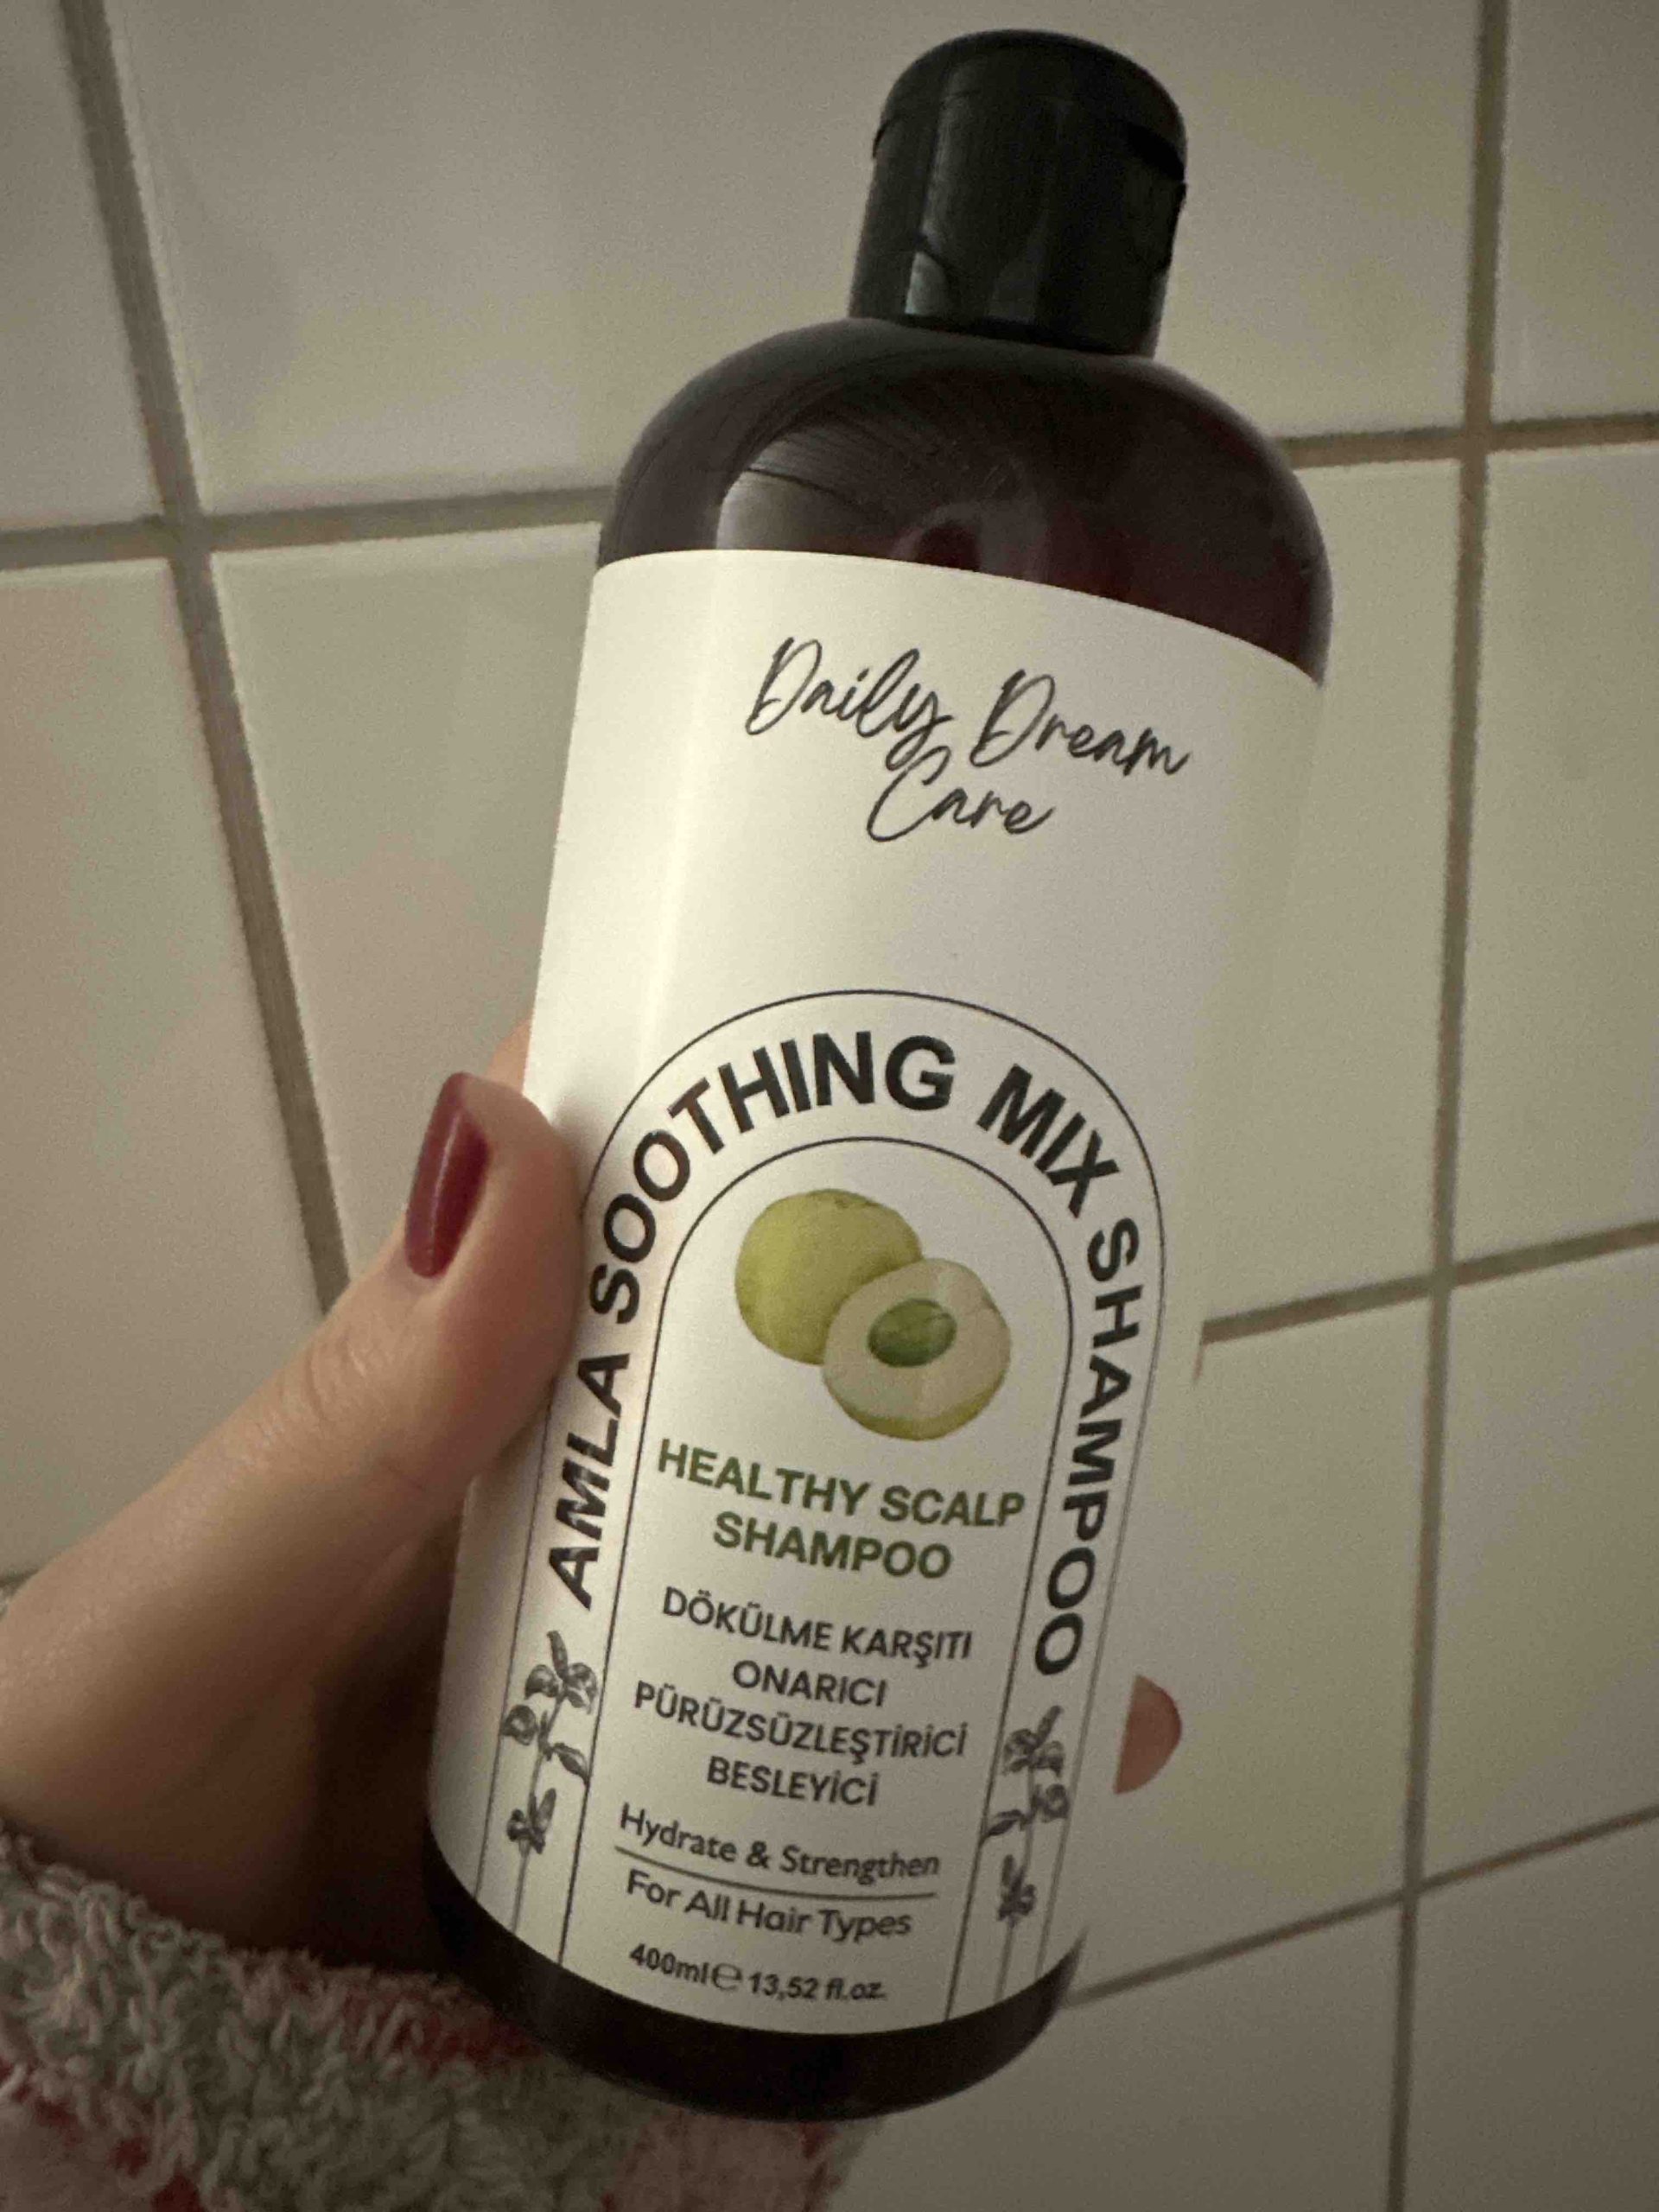 Daily Dream
Care
AMLA SOOTHING MIX SHAMPOO
HEALTHY SCALP
SHAMPOO
DÖKÜLME KARŞITI
ONARICI
PÜRÜZSÜZLEŞTİRİCİ
BESLEYİCİ
Hydrate & Strengthen
For All Hair Types
400ml℮13,52 fl.oz.